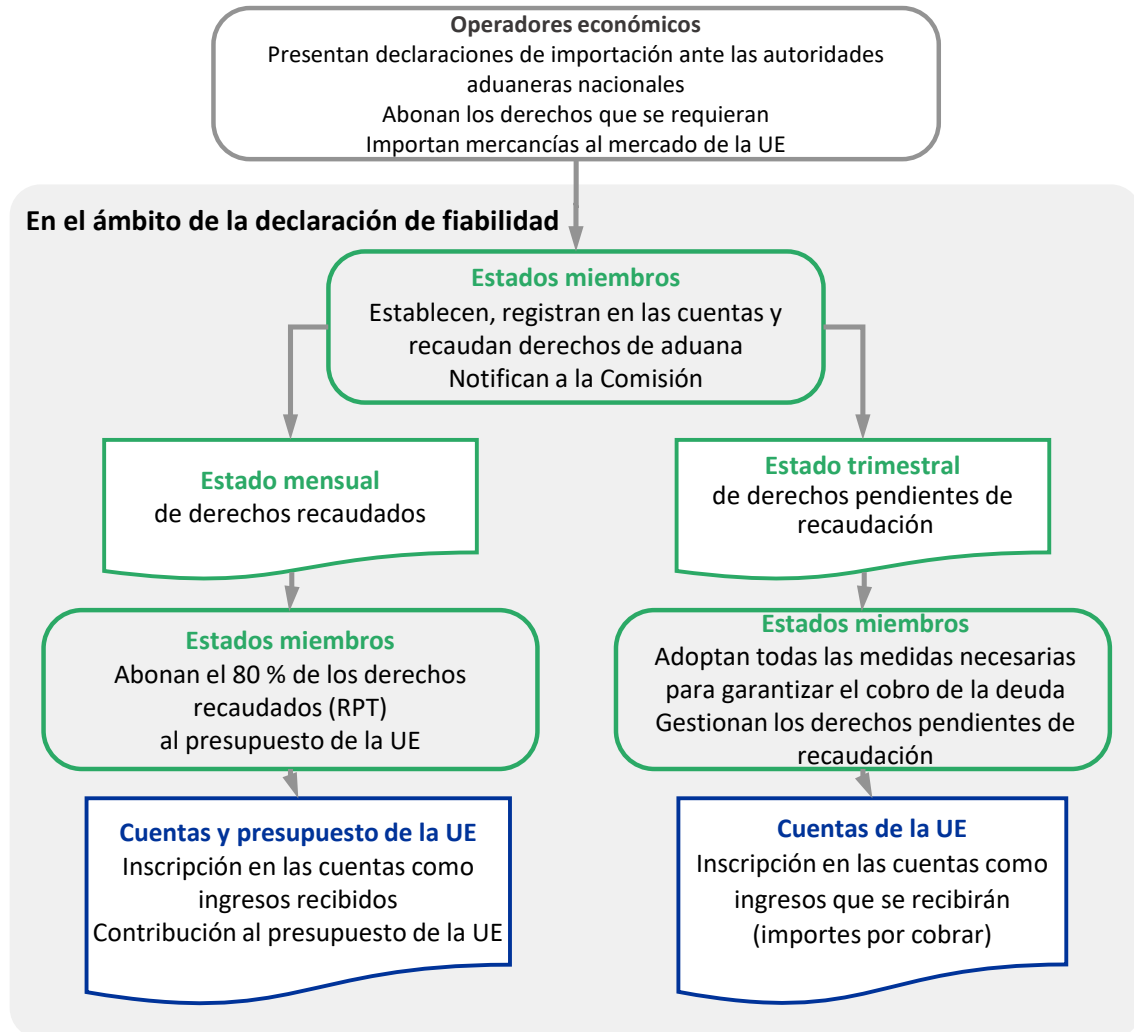 Operadores económicos
Presentan declaraciones de importación ante las autoridades
aduaneras nacionales
Abonan los derechos que se requieran
Importan mercancías al mercado de la UE
En el ámbito de la declaración de fiabilidad
Estados miembros
Establecen, registran en las cuentas y
recaudan derechos de aduana
Notifican a la Comisión
Estado mensual
de derechos recaudados
Estado trimestral
de derechos pendientes de
recaudación
Estados miembros
Abonan el 80 % de los derechos
recaudados (RPT)
al presupuesto de la UE
Estados miembros
Adoptan todas las medidas necesarias
para garantizar el cobro de la deuda
Gestionan los derechos pendientes de
recaudación
Cuentas y presupuesto de la UE
Inscripción en las cuentas como
ingresos recibidos
Contribución al presupuesto de la UE
Cuentas de la UE
Inscripción en las cuentas como
ingresos que se recibirán
(importes por cobrar)